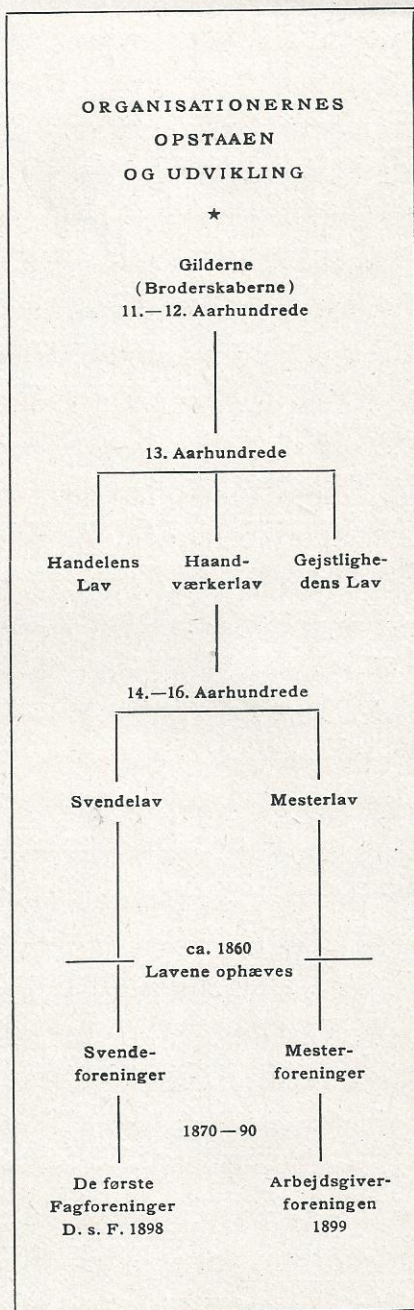 ORGANISATIONERNES
OPSTAAEN
OG UDVIKLING
★
Gilderne
(Broderskaberne)
11.—12. Aarhundrede
13. Aarhundrede
Handelens
Lav
Haand-
værkerlav
Gejstlighe-
dens Lav
14.—16. Aarhundrede
Svendelav
Mesterlav
ca. 1860
Lavene ophæves
Svende-
foreninger
Mester-
foreninger
1870—90
De første
Fagforeninger
D. s. F. 1898
Arbejdsgiver-
foreningen
1899